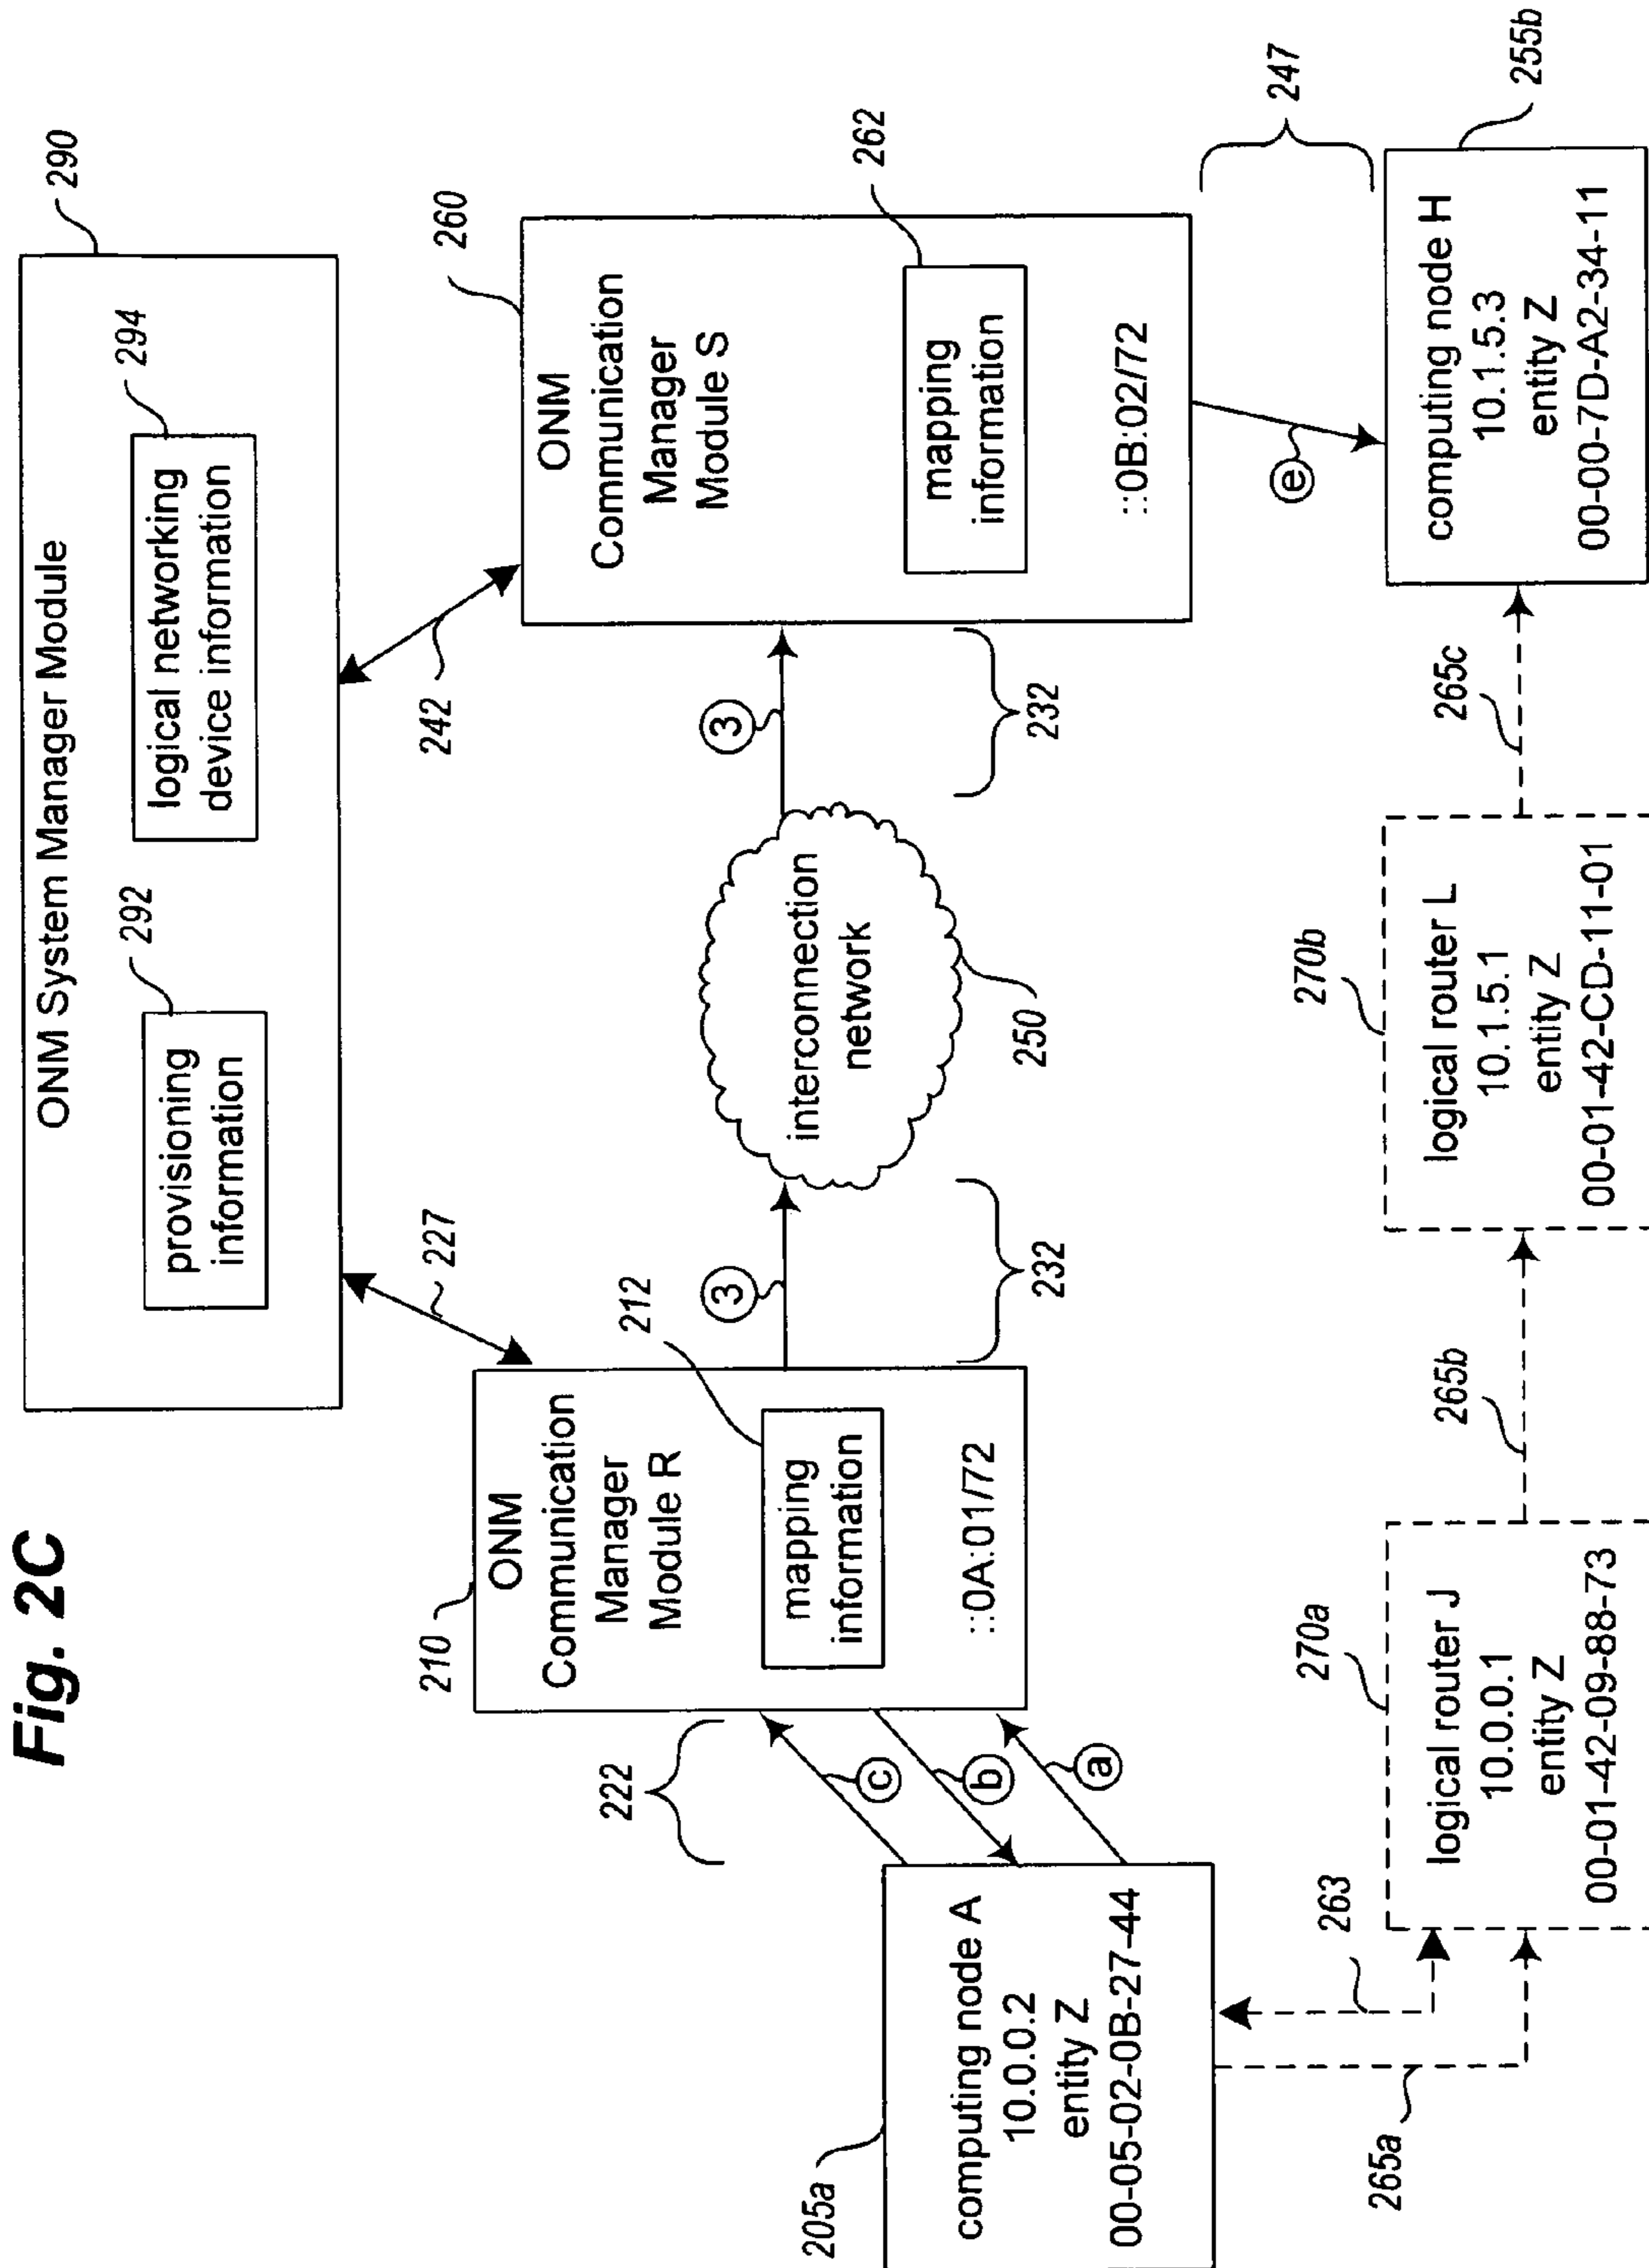 Fig. 2C
290
ONM System Manager Module
292
provisioning
information
294
logical networking
device information
227
242
210
ONM
Communication
Manager
Module R
212
mapping
information
::0A:01/72
3
232
interconnection
network
250
3
232
260
ONM
Communication
Manager
Module S
262
mapping
information
::0B:02/72
222
c
b
a
e
247
205a
computing node A
10.0.0.2
entity Z
00-05-02-0B-27-44
263
265a
270a
logical router J
10.0.0.1
entity Z
00-01-42-09-88-73
265b
270b
logical router L
10.1.5.1
entity Z
00-01-42-CD-11-01
265c
255b
computing node H
10.1.5.3
entity Z
00-00-7D-A2-34-11